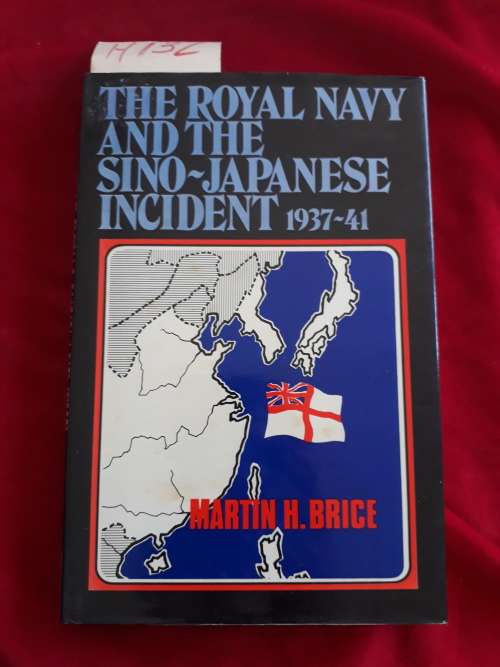 H136
THE ROYAL NAVY
AND THE
SINO~JAPANESE
INCIDENT 1937~41
MARTIN H. BRICE